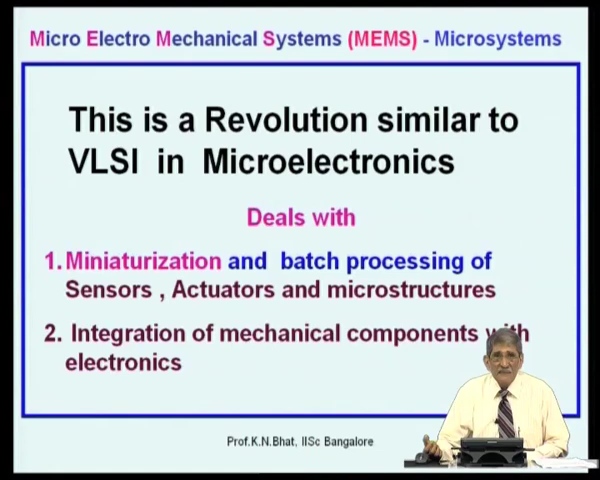 Micro Electro Mechanical Systems (MEMS) - Microsystems
This is a Revolution similar to
VLSI in Microelectronics
Deals with
1. Miniaturization and batch processing of
Sensors , Actuators and microstructures
2. Integration of mechanical components with
electronics
Prof.K.N.Bhat, IISc Bangalore